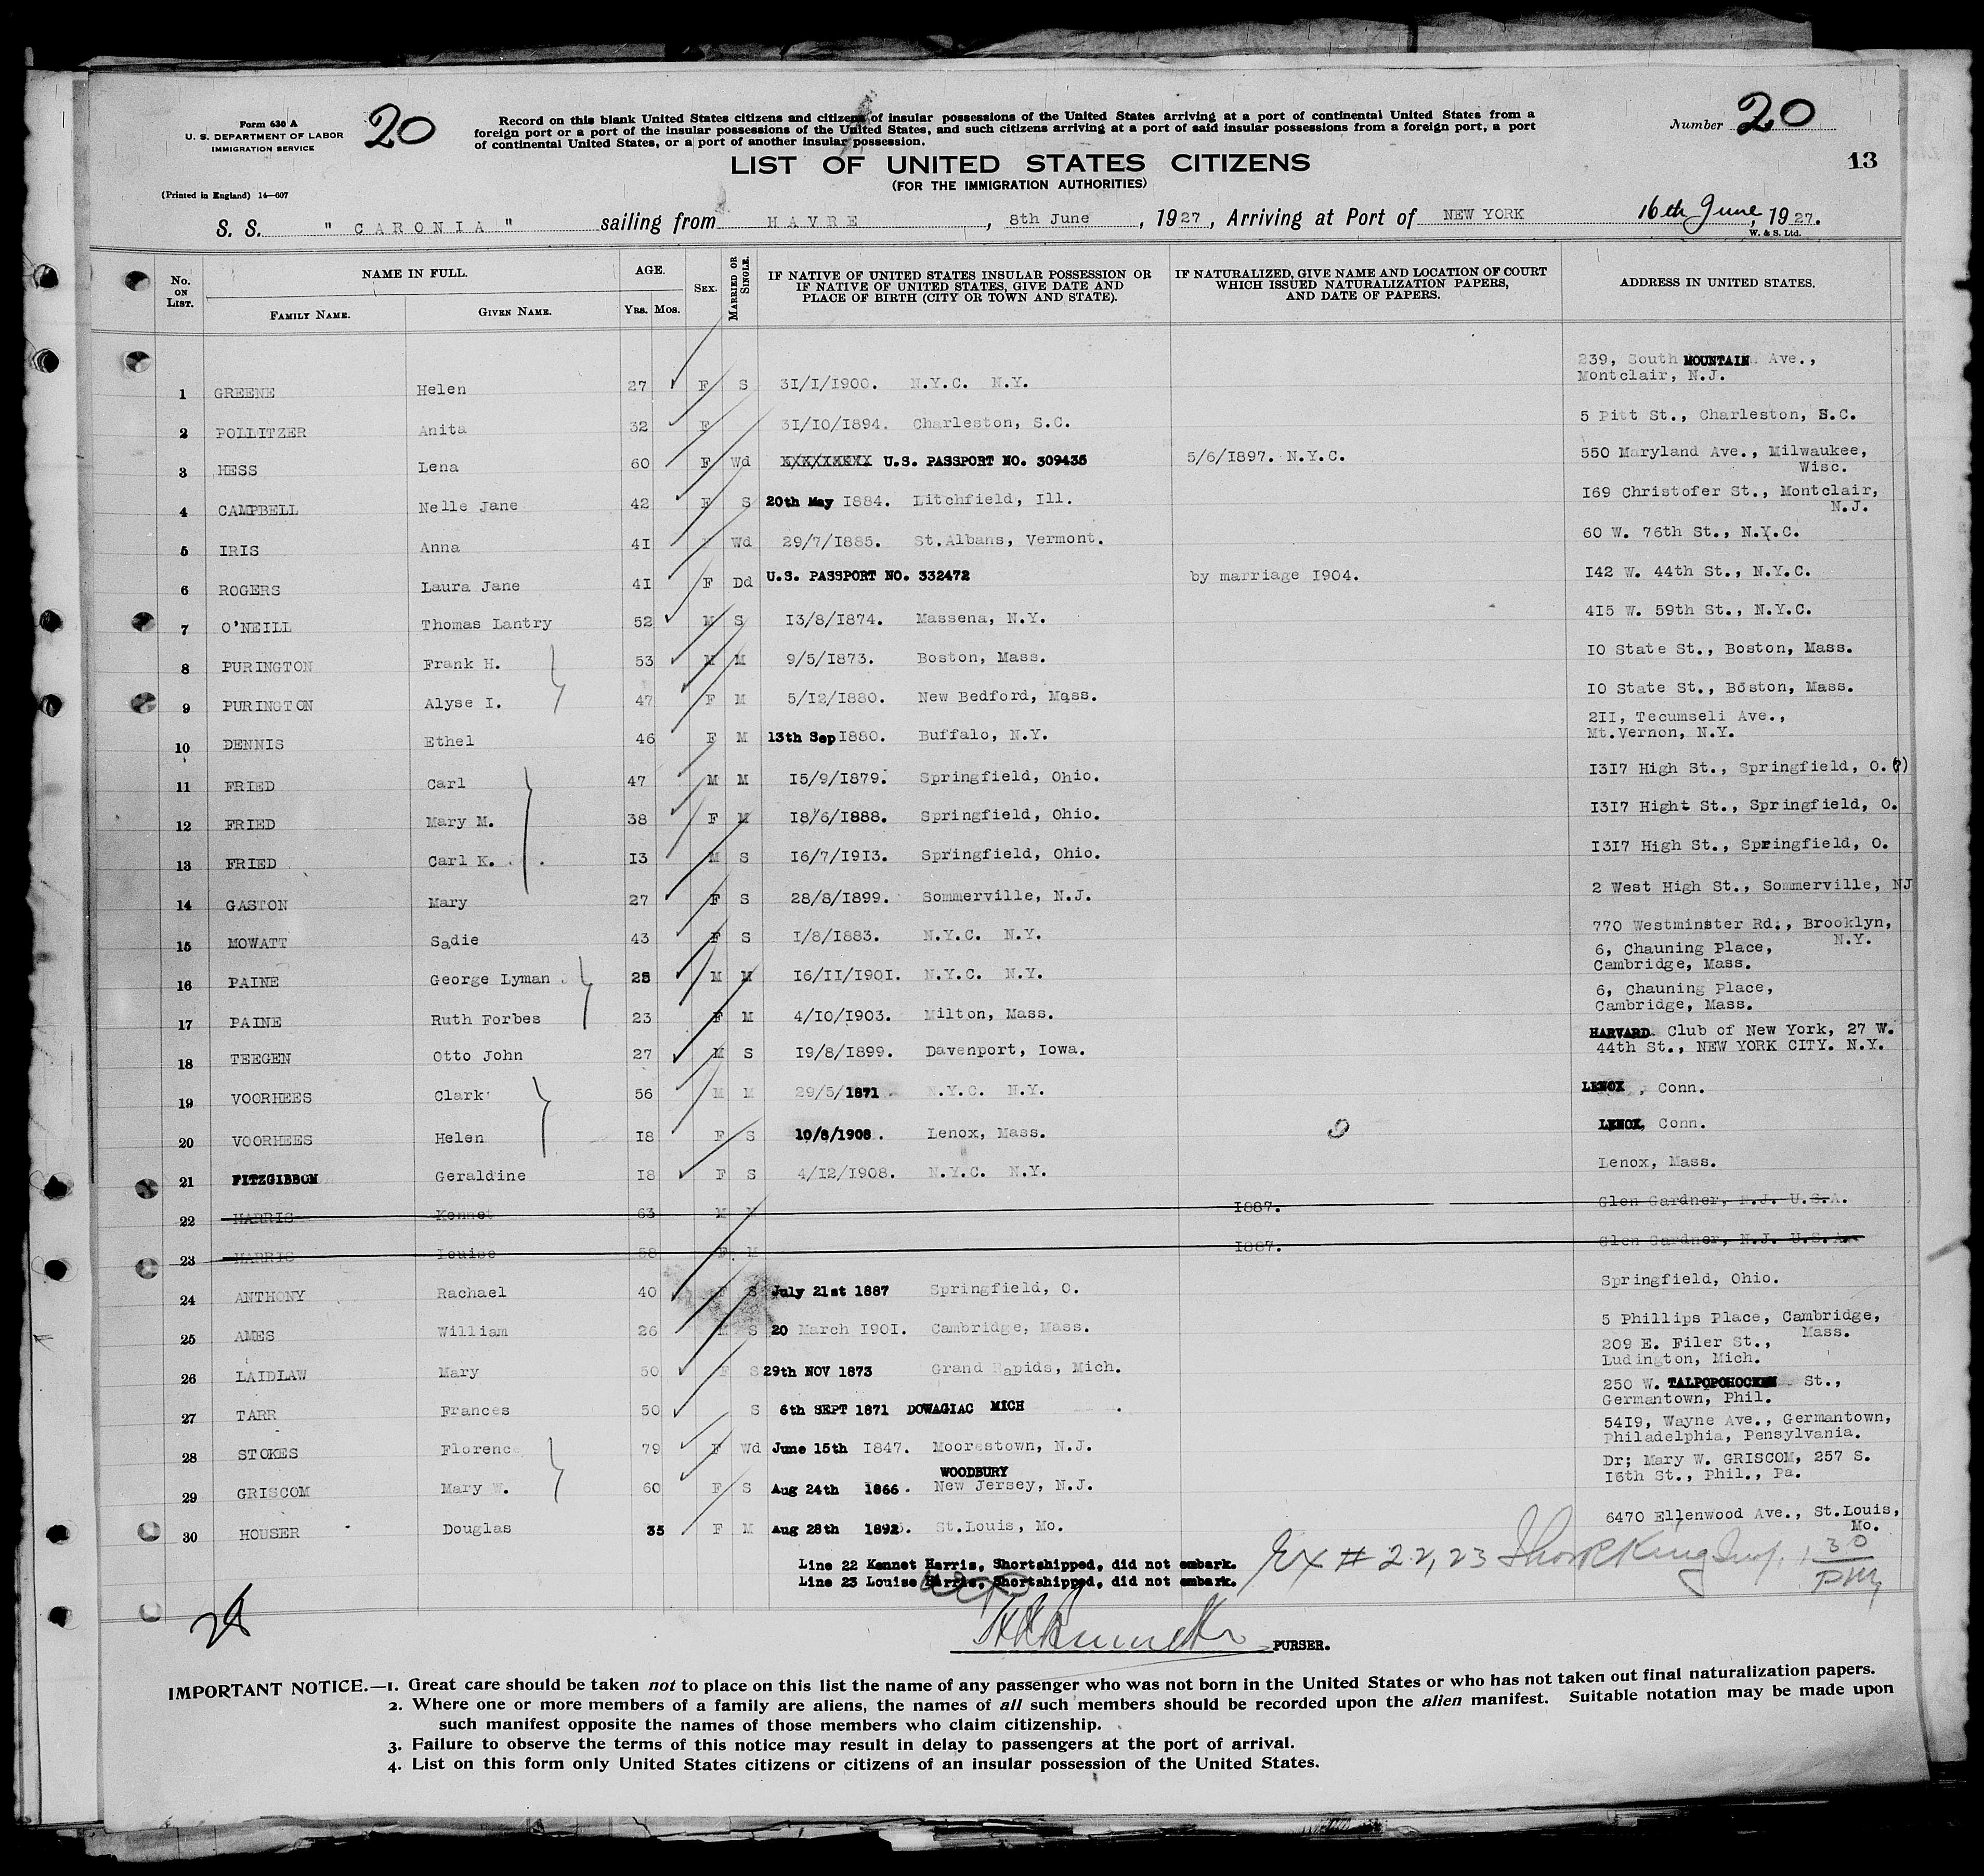 Form 630 A
U. S. DEPARTMENT OF LABOR
IMMIGRATION SERVICE
20
Record on this blank United States citizens and citizens of insular possessions of the United States arriving at a port of continental United States from a
foreign port or a port of the insular possessions of the United States, and such citizens arriving at a port of said insular possessions from a foreign port, a port
of continental United States, or a port of another insular possession.
Number 20
13
LIST OF UNITED STATES CITIZENS
(FOR THE IMMIGRATION AUTHORITIES)
(Printed in England) 14—607
S. S. " CARONIA " sailing from HAVRE, 8th June, 1927, Arriving at Port of NEW YORK 16th June, 1927.
W. & S. Ltd.
No. ON LIST. NAME IN FULL. FAMILY NAME. GIVEN NAME. AGE. YRS. MOS. SEX. MARRIED OR SINGLE. IF NATIVE OF UNITED STATES INSULAR POSSESSION OR IF NATIVE OF UNITED STATES, GIVE DATE AND PLACE OF BIRTH (CITY OR TOWN AND STATE). IF NATURALIZED, GIVE NAME AND LOCATION OF COURT WHICH ISSUED NATURALIZATION PAPERS, AND DATE OF PAPERS. ADDRESS IN UNITED STATES.
1 GREENE Helen 27 F S 31/1/1900. N.Y.C. N.Y. 239, South MOUNTAIN Ave., Montclair, N.J.
2 POLLITZER Anita 32 F 31/10/1894. Charleston, S.C. 5 Pitt St., Charleston, S.C.
3 HESS Lena 60 F Wd U.S. PASSPORT NO. 309435 5/6/1897. N.Y.C. 550 Maryland Ave., Milwaukee, Wisc.
4 CAMPBELL Nelle Jane 42 F S 20th May 1884. Litchfield, Ill. 169 Christofer St., Montclair, N.J.
5 IRIS Anna 41 F Wd 29/7/1885. St.Albans, Vermont. 60 W. 76th St., N.Y.C.
6 ROGERS Laura Jane 41 F Dd U.S. PASSPORT NO. 332472 by marriage 1904. 142 W. 44th St., N.Y.C.
7 O'NEILL Thomas Lantry 52 M S 13/8/1874. Massena, N.Y. 415 W. 59th St., N.Y.C.
8 PURINGTON Frank H. 53 M M 9/5/1873. Boston, Mass. 10 State St., Boston, Mass.
9 PURINGTON Alyse I. 47 F M 5/12/1880. New Bedford, Mass. 10 State St., Boston, Mass.
10 DENNIS Ethel 46 F M 13th Sep 1880. Buffalo, N.Y. 211, Tecumseli Ave., Mt.Vernon, N.Y.
11 FRIED Carl 47 M M 15/9/1879. Springfield, Ohio. 1317 High St., Springfield, O. (?)
12 FRIED Mary M. 38 F M 18/6/1888. Springfield, Ohio. 1317 Hight St., Springfield, O.
13 FRIED Carl K. 13 M S 16/7/1913. Springfield, Ohio. 1317 High St., Springfield, O.
14 GASTON Mary 27 F S 28/8/1899. Sommerville, N.J. 2 West High St., Sommerville, NJ
15 MOWATT Sadie 43 F S 1/8/1883. N.Y.C. N.Y. 770 Westminster Rd., Brooklyn, N.Y.
16 PAINE George Lyman 25 M M 16/11/1901. N.Y.C. N.Y. 6, Chauning Place, Cambridge, Mass.
17 PAINE Ruth Forbes 23 F M 4/10/1903. Milton, Mass. 6, Chauning Place, Cambridge, Mass.
18 TEEGEN Otto John 27 M S 19/8/1899. Davenport, Iowa. HARVARD Club of New York, 27 W. 44th St., NEW YORK CITY. N.Y.
19 VOORHEES Clark 56 M M 29/5/1871 N.Y.C. N.Y. LENOX, Conn.
20 VOORHEES Helen 18 F S 10/8/1908. Lenox, Mass. LENOX, Conn.
21 FITZGIBBON Geraldine 18 F S 4/12/1908. N.Y.C. N.Y. Lenox, Mass.
22 HARRIS Kennet 63 M M 1887. Glen Gardner, N.J. U.S.A.
23 HARRIS Louise 58 F M 1887. Glen Gardner, N.J. U.S.A.
24 ANTHONY Rachael 40 F S July 21st 1887 Springfield, O. Springfield, Ohio.
25 AMES William 26 M S 20 March 1901. Cambridge, Mass. 5 Phillips Place, Cambridge, Mass.
26 LAIDLAW Mary 50 F S 29th NOV 1873 Grand Rapids, Mich. 209 E. Filer St., Ludington, Mich.
27 TARR Frances 50 S 6th SEPT 1871 DOWAGIAC MICH 250 W. TALPOPOHOCKEN St., Germantown, Phil.
28 STOKES Florence 79 F Wd June 15th 1847. Moorestown, N.J. 5419, Wayne Ave., Germantown, Philadelphia, Pensylvania.
29 GRISCOM Mary W. 60 F S Aug 24th 1866. WOODBURY New Jersey, N.J. Dr; Mary W. GRISCOM, 257 S. 16th St., Phil., Pa.
30 HOUSER Douglas 35 F M Aug 28th 1892. St.Louis, Mo. 6470 Ellenwood Ave., St.Louis, Mo.
Line 22 Kennet Harris, Shortshipped, did not embark.
Line 23 Louise Harris, Shortshipped, did not embark.
Ex # 22, 23
1 30 PM
PURSER.
IMPORTANT NOTICE.—1. Great care should be taken not to place on this list the name of any passenger who was not born in the United States or who has not taken out final naturalization papers.
2. Where one or more members of a family are aliens, the names of all such members should be recorded upon the alien manifest. Suitable notation may be made upon
such manifest opposite the names of those members who claim citizenship.
3. Failure to observe the terms of this notice may result in delay to passengers at the port of arrival.
4. List on this form only United States citizens or citizens of an insular possession of the United States.